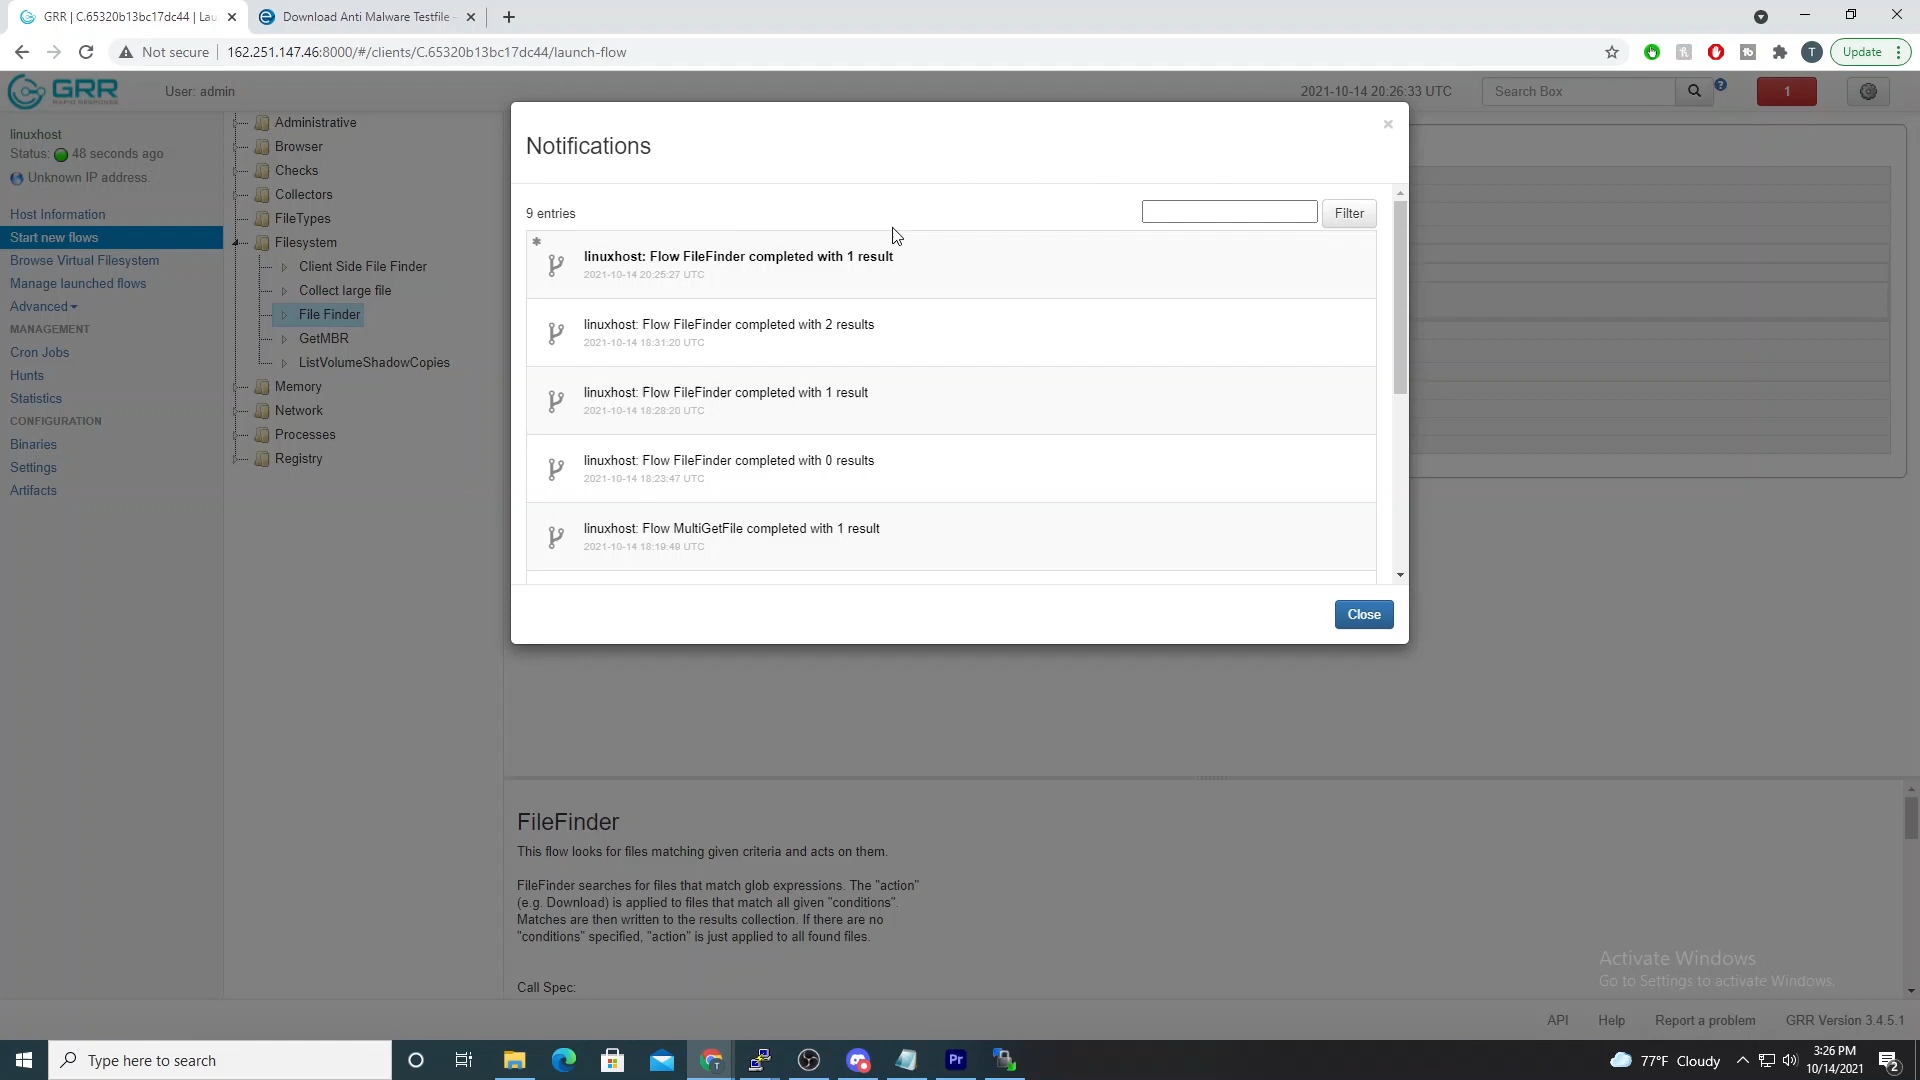 GRR | C.65320b13bc17dc44 | Lau
Download Anti Malware Testfile -
Not secure
162.251.147.46:8000/#/clients/C.65320b13bc17dc44/launch-flow
T
Update
GRR
RAPID RESPONSE
User: admin
2021-10-14 20:26:33 UTC
Search Box
1
linuxhost
Status: 48 seconds ago
Unknown IP address.
Host Information
Start new flows
Browse Virtual Filesystem
Manage launched flows
Advanced
MANAGEMENT
Cron Jobs
Hunts
Statistics
CONFIGURATION
Binaries
Settings
Artifacts
Administrative
Browser
Checks
Collectors
FileTypes
Filesystem
Client Side File Finder
Collect large file
File Finder
GetMBR
ListVolumeShadowCopies
Memory
Network
Processes
Registry
Notifications
×
9 entries
Filter
linuxhost: Flow FileFinder completed with 1 result
2021-10-14 20:25:27 UTC
linuxhost: Flow FileFinder completed with 2 results
2021-10-14 18:31:20 UTC
linuxhost: Flow FileFinder completed with 1 result
2021-10-14 18:28:20 UTC
linuxhost: Flow FileFinder completed with 0 results
2021-10-14 18:23:47 UTC
linuxhost: Flow MultiGetFile completed with 1 result
2021-10-14 18:19:49 UTC
Close
FileFinder
This flow looks for files matching given criteria and acts on them.
FileFinder searches for files that match glob expressions. The "action"
(e.g. Download) is applied to files that match all given "conditions".
Matches are then written to the results collection. If there are no
"conditions" specified, "action" is just applied to all found files.
Call Spec:
Activate Windows
Go to Settings to activate Windows.
API
Help
Report a problem
GRR Version 3.4.5.1
Type here to search
Pr
77°F Cloudy
3:26 PM
10/14/2021
2